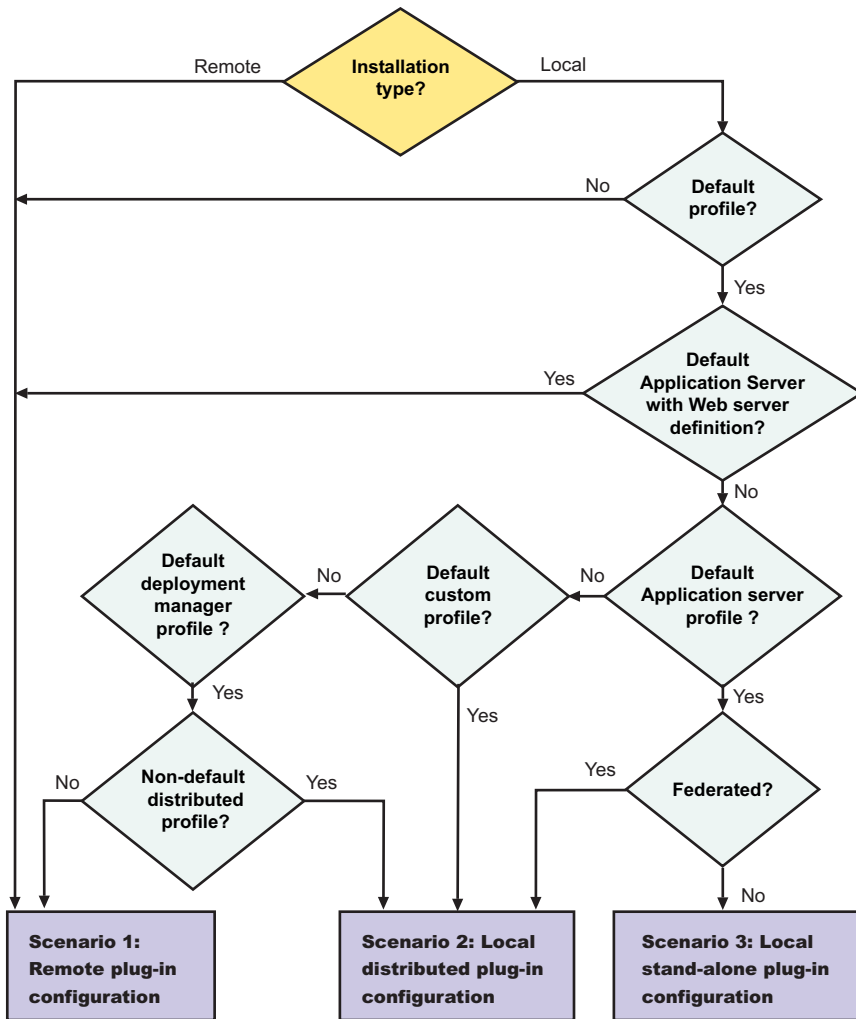 Remote
Installation
type?
Local
No
Default
profile?
Yes
Yes
Default
Application Server
with Web server
definition?
No
Default
deployment
manager
profile ?
No
Default
custom
profile?
No
Default
Application server
profile ?
Yes
Yes
Yes
No
Non-default
distributed
profile?
Yes
Yes
Federated?
No
Scenario 1:
Remote plug-in
configuration
Scenario 2: Local
distributed plug-in
configuration
Scenario 3: Local
stand-alone plug-in
configuration